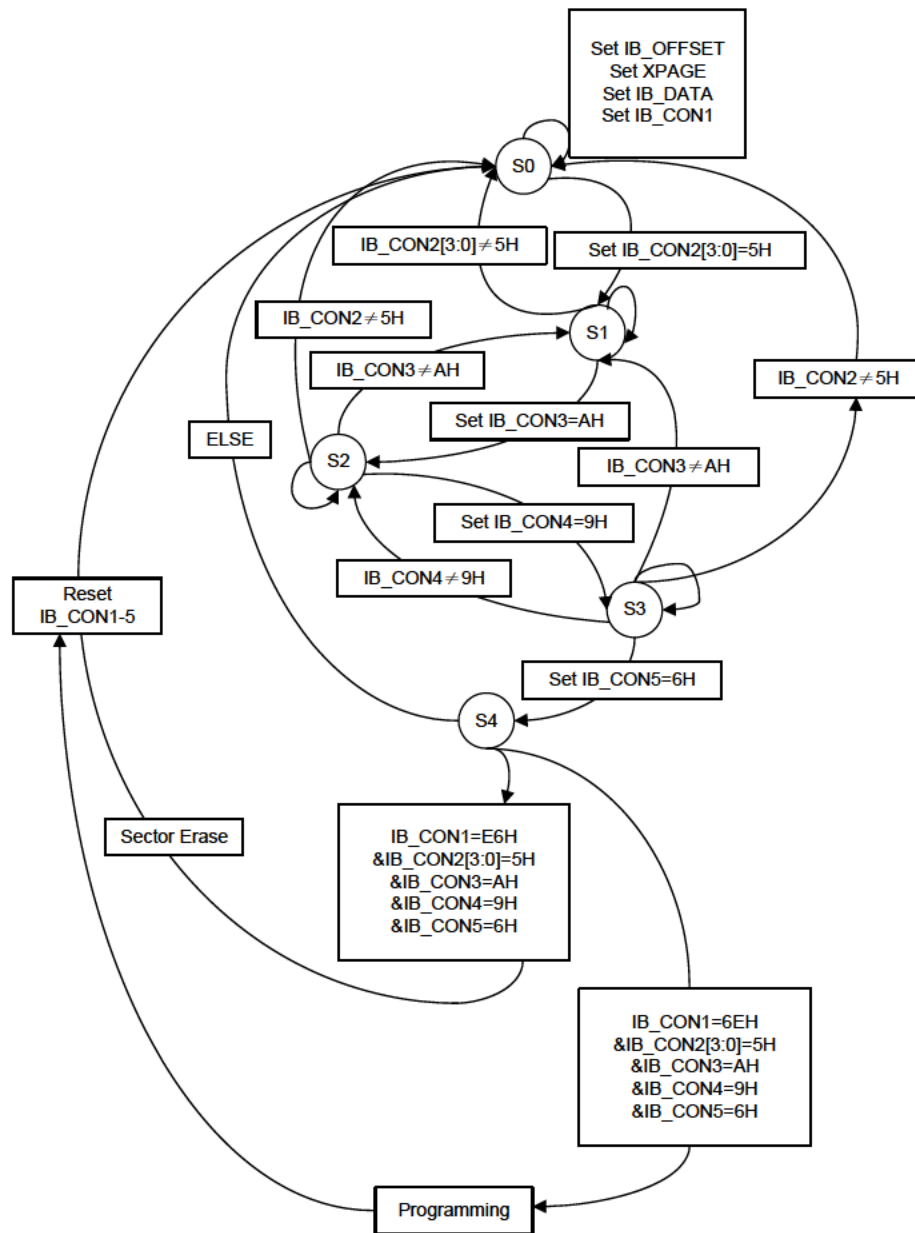 Set IB_OFFSET
Set XPAGE
Set IB_DATA
Set IB_CON1
S0
IB_CON2[3:0]≠5H
Set IB_CON2[3:0]=5H
IB_CON2≠5H
S1
IB_CON3≠AH
IB_CON2≠5H
Set IB_CON3=AH
ELSE
S2
IB_CON3≠AH
Set IB_CON4=9H
IB_CON4≠9H
Reset
IB_CON1-5
S3
Set IB_CON5=6H
S4
Sector Erase
IB_CON1=E6H
&IB_CON2[3:0]=5H
&IB_CON3=AH
&IB_CON4=9H
&IB_CON5=6H
IB_CON1=6EH
&IB_CON2[3:0]=5H
&IB_CON3=AH
&IB_CON4=9H
&IB_CON5=6H
Programming